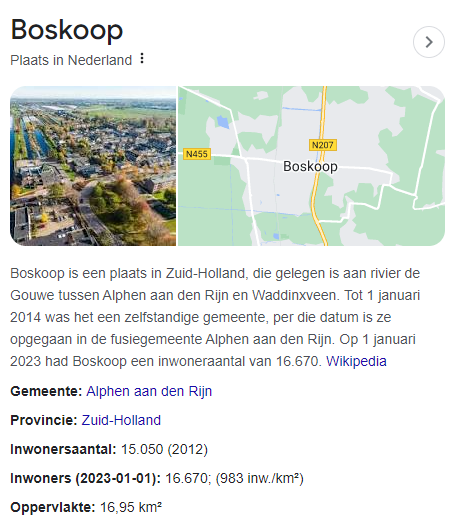 Boskoop
Plaats in Nederland
N455
N207
Boskoop
Boskoop is een plaats in Zuid-Holland, die gelegen is aan rivier de
Gouwe tussen Alphen aan den Rijn en Waddinxveen. Tot 1 januari
2014 was het een zelfstandige gemeente, per die datum is ze
opgegaan in de fusiegemeente Alphen aan den Rijn. Op 1 januari
2023 had Boskoop een inwoneraantal van 16.670. Wikipedia
Gemeente: Alphen aan den Rijn
Provincie: Zuid-Holland
Inwonersaantal: 15.050 (2012)
Inwoners (2023-01-01): 16.670; (983 inw./km²)
Oppervlakte: 16,95 km²